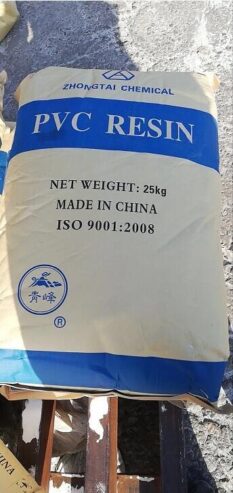 ZHONGTAI CHEMICAL
PVC RESIN
NET WEIGHT: 25kg
MADE IN CHINA
ISO 9001:2008
青峰
®
CHINA